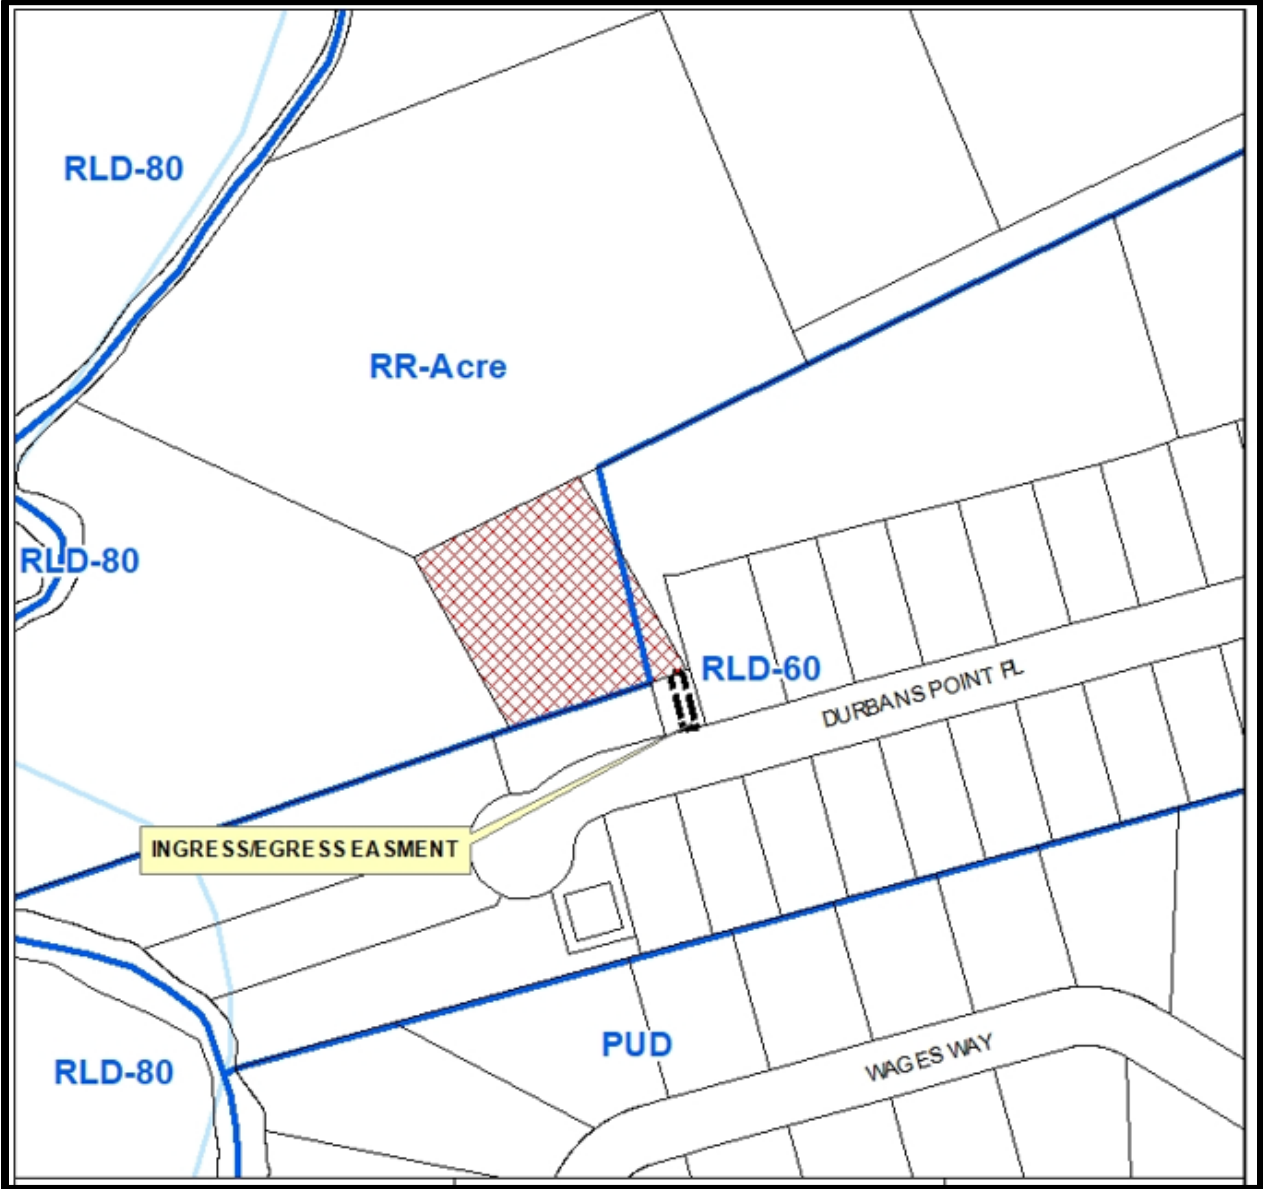 RLD-80
RR-Acre
RLD-80
RLD-60
DURBANS POINT PL
INGRESS/EGRESS EASMENT
PUD
WAGES WAY
RLD-80